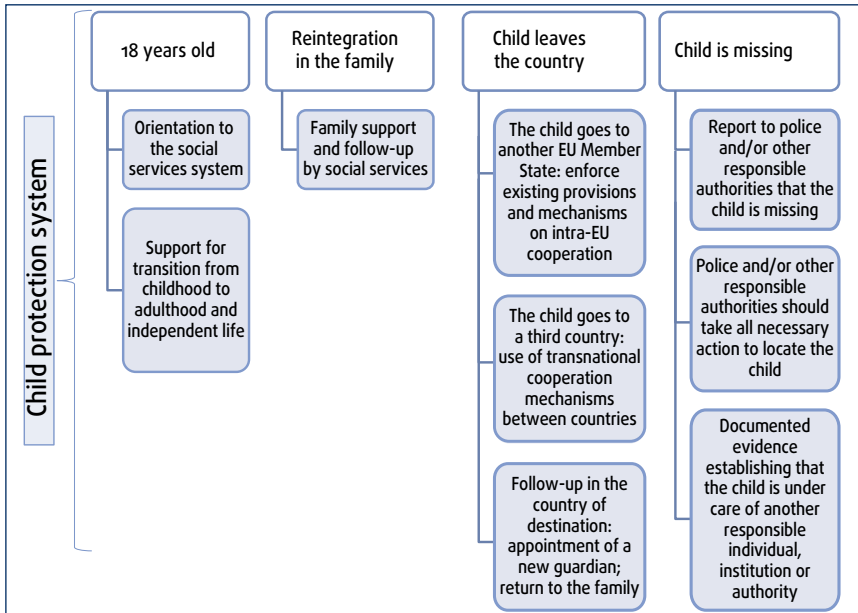 Child protection system
18 years old
Orientation to
the social
services system
Support for
transition from
childhood to
adulthood and
independent life
Reintegration
in the family
Family support
and follow-up
by social services
Child leaves
the country
The child goes to
another EU Member
State: enforce
existing provisions
and mechanisms
on intra-EU
cooperation
The child goes to
a third country:
use of transnational
cooperation
mechanisms
between countries
Follow-up in the
country of
destination:
appointment of a
new guardian;
return to the family
Child is missing
Report to police
and/or other
responsible
authorities that the
child is missing
Police and/or other
responsible
authorities should
take all necessary
action to locate the
child
Documented
evidence
establishing that
the child is under
care of another
responsible
individual,
institution or
authority